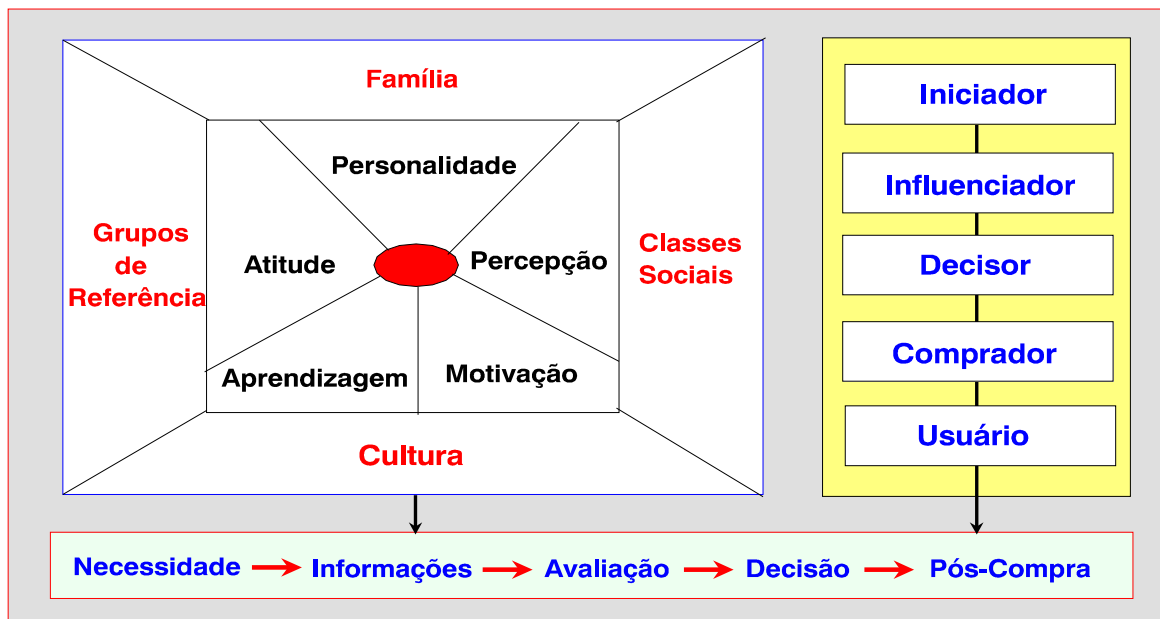 Família
Personalidade
Grupos
de
Referência
Atitude
Percepção
Classes
Sociais
Aprendizagem
Motivação
Cultura
Iniciador
Influenciador
Decisor
Comprador
Usuário
Necessidade
Informações
Avaliação
Decisão
Pós-Compra